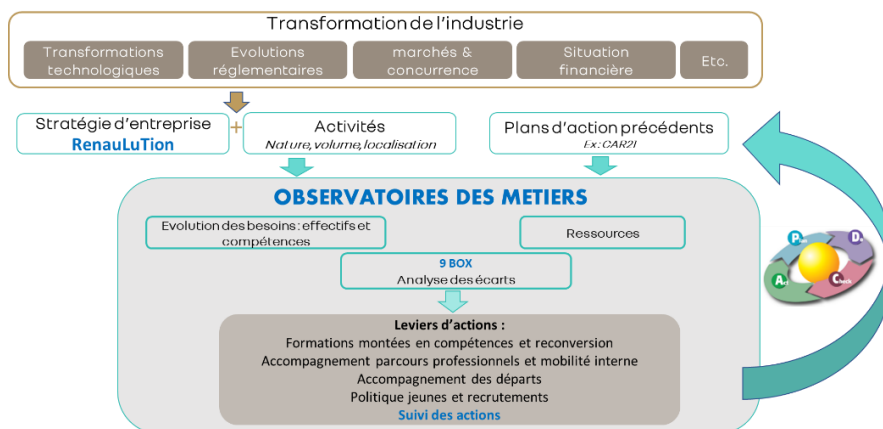 Transformation de l'industrie
Transformations
technologiques
Evolutions
réglementaires
marchés &
concurrence
Situation
financière
Etc.
Stratégie d'entreprise
RenauLuTion
+
Activités
Nature, volume, localisation
Plans d'action précédents
Ex: CAR2I
OBSERVATOIRES DES METIERS
Evolution des besoins : effectifs et
compétences
Ressources
9 BOX
Analyse des écarts
Leviers d'actions :
Formations montées en compétences et reconversion
Accompagnement parcours professionnels et mobilité interne
Accompagnement des départs
Politique jeunes et recrutements
Suivi des actions
Check